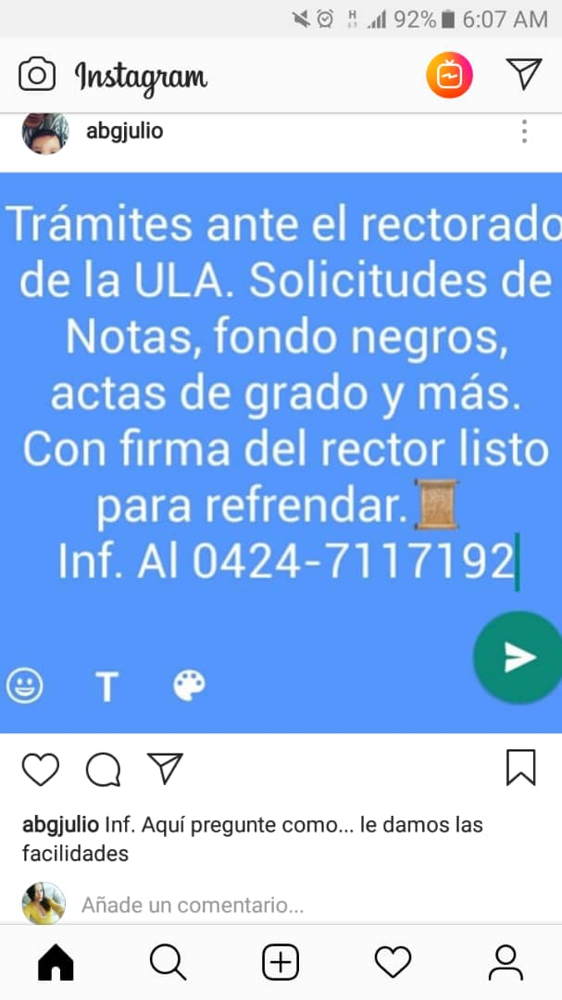 92% 6:07 AM
Instagram
abgjulio
Trámites ante el rectorado
de la ULA. Solicitudes de
Notas, fondo negros,
actas de grado y más.
Con firma del rector listo
para refrendar.
Inf. Al 0424-7117192
T
abgjulio Inf. Aquí pregunte como... le damos las
facilidades
Añade un comentario...